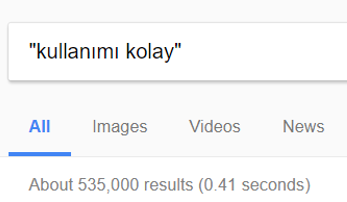 "kullanımı kolay"
All Images Videos News
About 535,000 results (0.41 seconds)